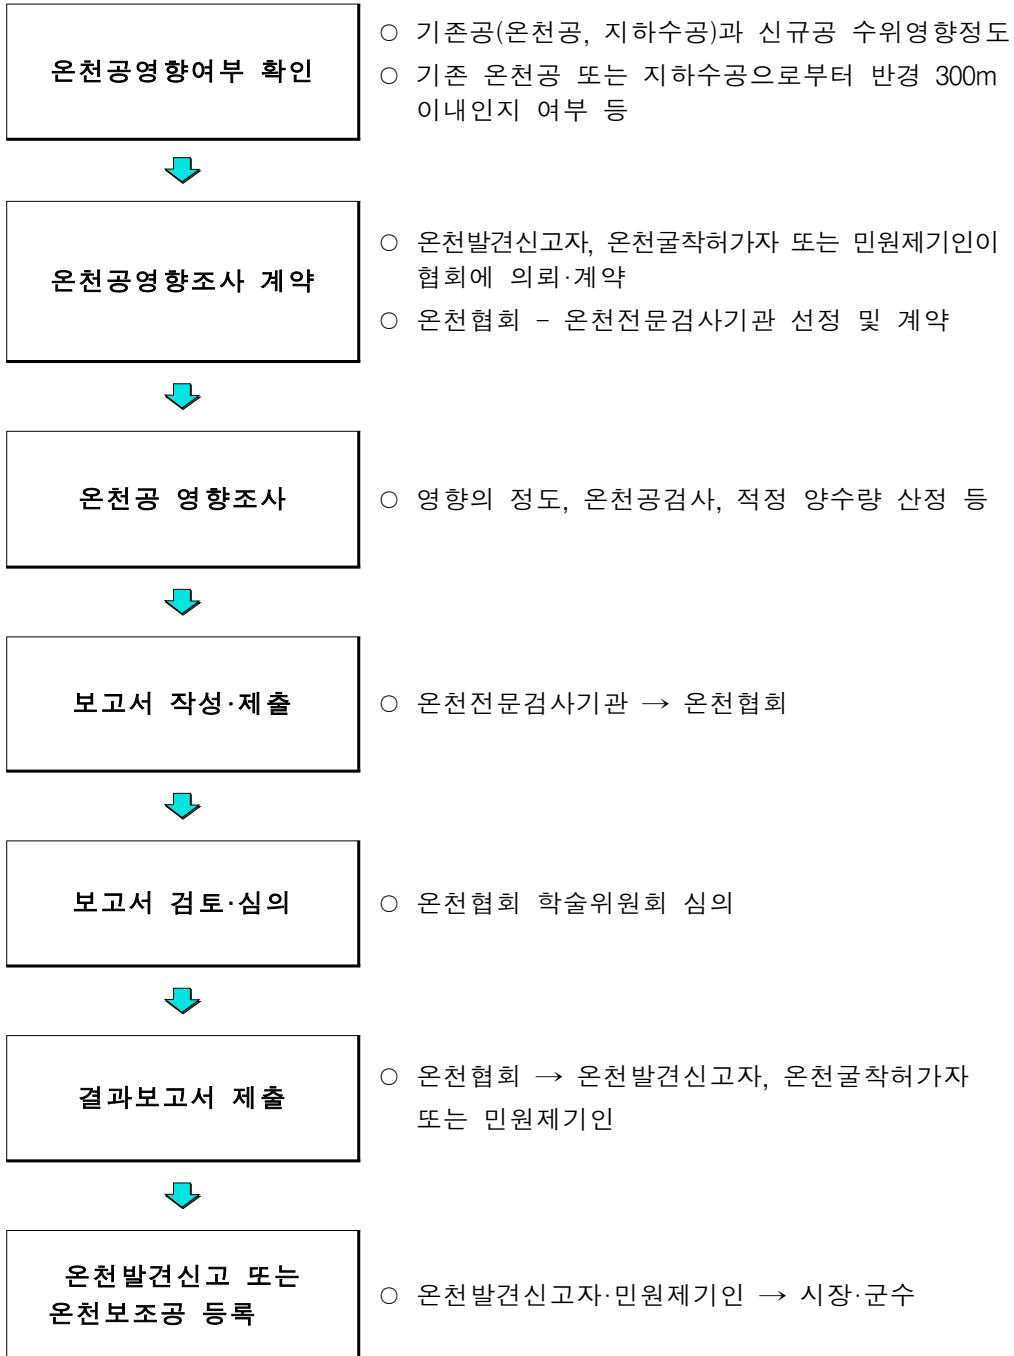 온천공영향여부 확인
○ 기존공(온천공, 지하수공)과 신규공 수위영향정도
○ 기존 온천공 또는 지하수공으로부터 반경 300m
이내인지 여부 등
온천공영향조사 계약
○ 온천발견신고자, 온천굴착허가자 또는 민원제기인이
협회에 의뢰·계약
○ 온천협회 – 온천전문검사기관 선정 및 계약
온천공 영향조사
○ 영향의 정도, 온천공검사, 적정 양수량 산정 등
보고서 작성·제출
○ 온천전문검사기관 → 온천협회
보고서 검토·심의
○ 온천협회 학술위원회 심의
결과보고서 제출
○ 온천협회 → 온천발견신고자, 온천굴착허가자
또는 민원제기인
온천발견신고 또는
온천보조공 등록
○ 온천발견신고자·민원제기인 → 시장·군수